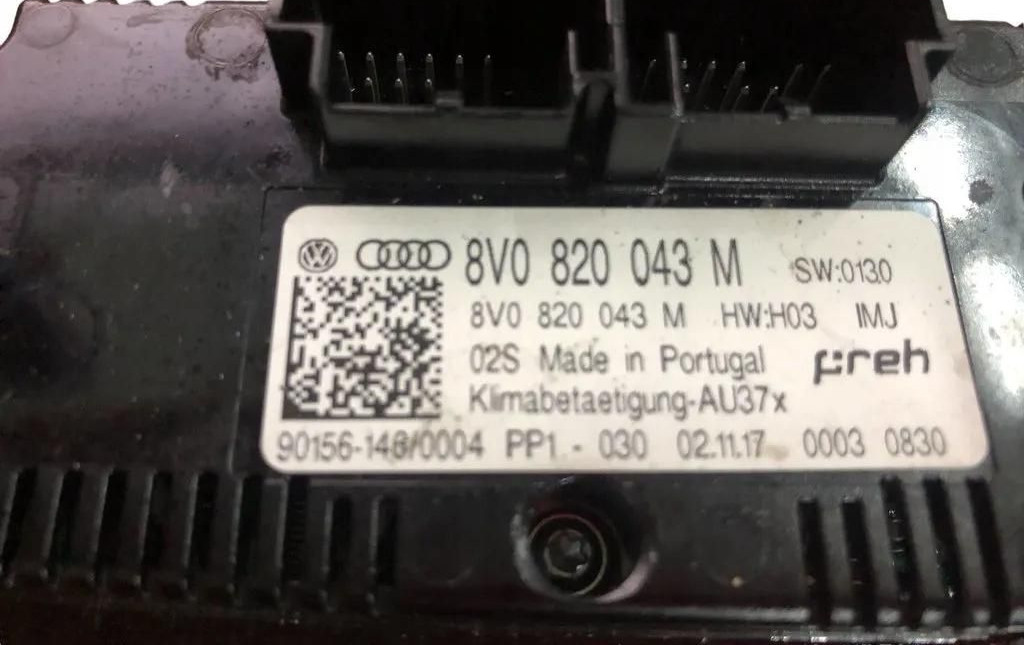 8V0 820 043 M SW:0130
8V0 820 043 M HW:H03 IMJ
02S Made in Portugal preh
Klimabetaetigung-AU37x
90156-146/0004 PP1 - 030 02.11.17 0003 0830